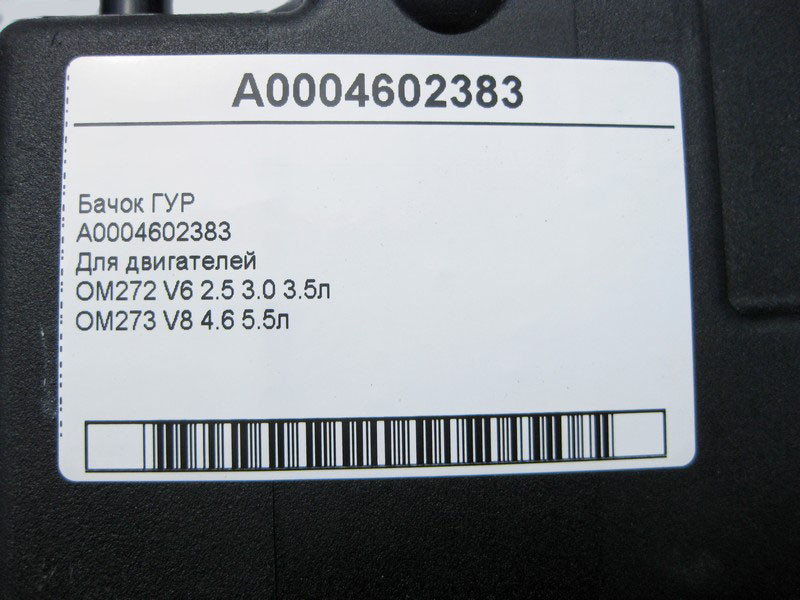 A0004602383
Бачок ГУР
A0004602383
Для двигателей
OM272 V6 2.5 3.0 3.5л
OM273 V8 4.6 5.5л